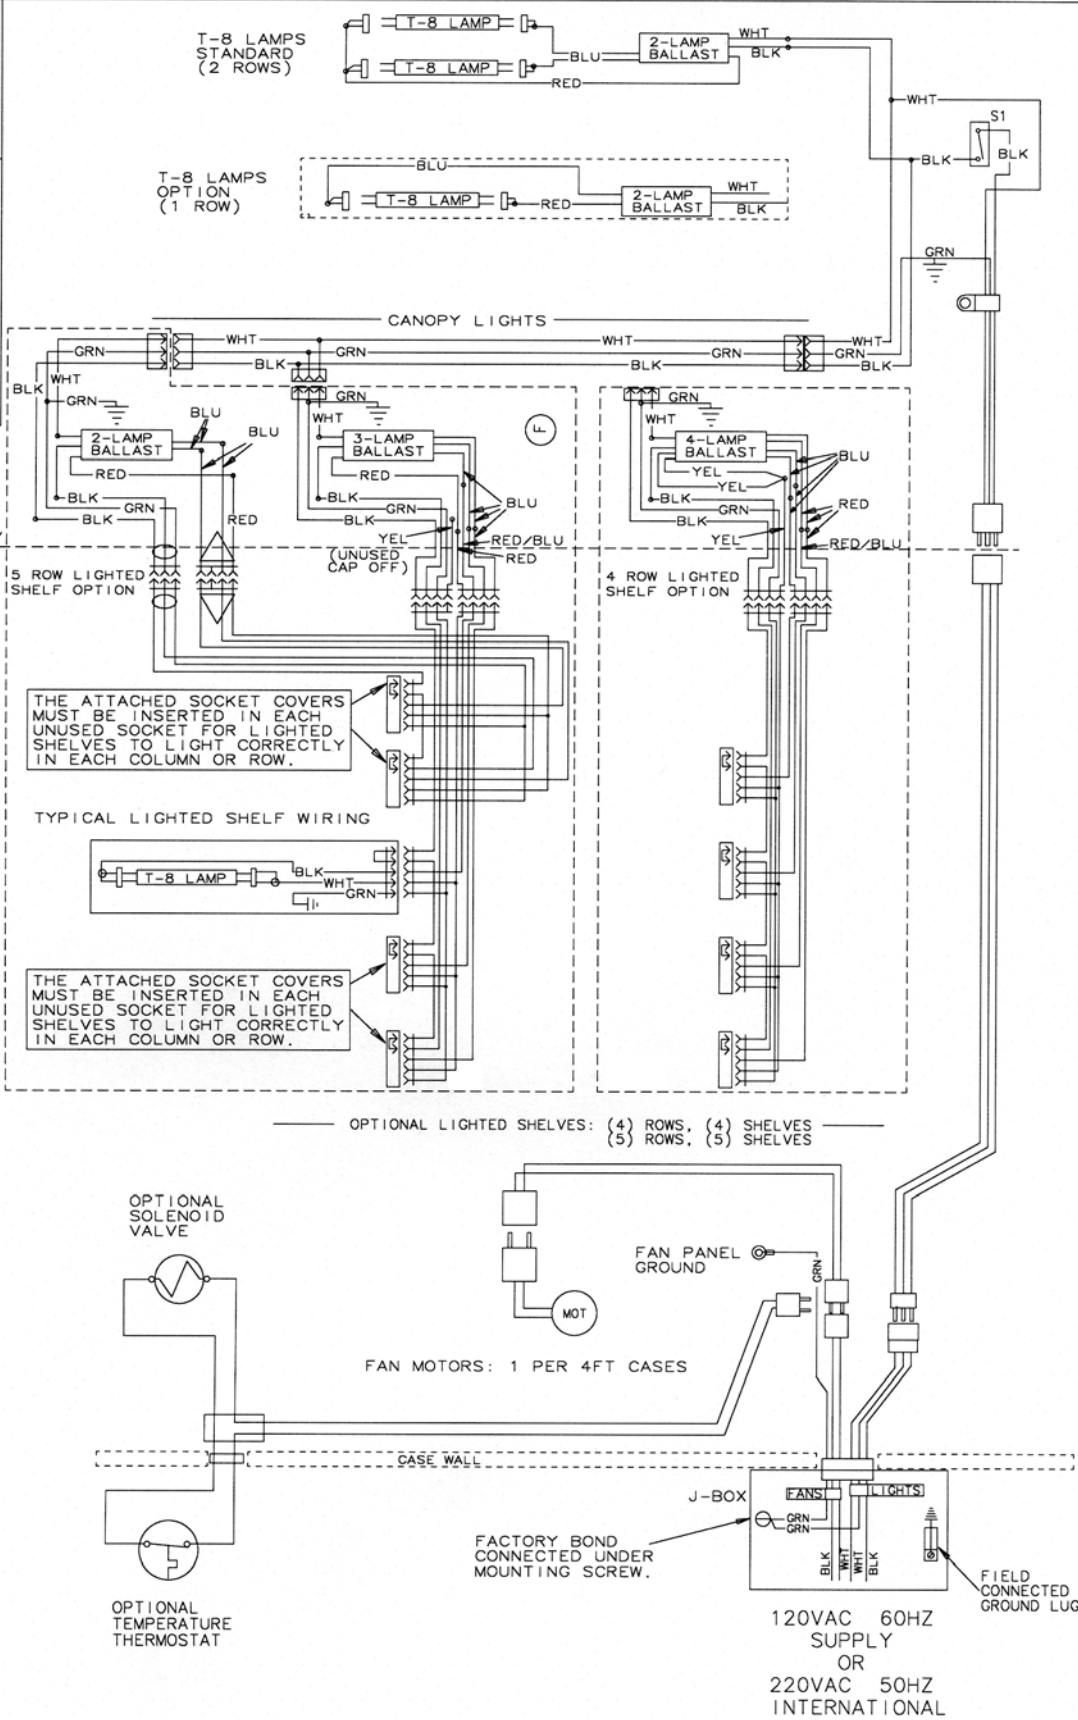 T-8 LAMPS
STANDARD
(2 ROWS)
T-8 LAMP
T-8 LAMP
BLU
RED
2-LAMP
BALLAST
WHT
BLK
WHT
S1
BLK
BLK
T-8 LAMPS
OPTION
(1 ROW)
BLU
T-8 LAMP
RED
2-LAMP
BALLAST
WHT
BLK
GRN
CANOPY LIGHTS
WHT
WHT
WHT
GRN
GRN
GRN
GRN
BLK
BLK
BLK
BLK
WHT
GRN
BLU
BLU
2-LAMP
BALLAST
RED
BLK
GRN
BLK
RED
GRN
WHT
3-LAMP
BALLAST
RED
BLK
GRN
BLK
BLU
YEL
RED/BLU
RED
(UNUSED
CAP OFF)
F
GRN
WHT
4-LAMP
BALLAST
YEL
YEL
BLU
BLK
GRN
BLK
RED
YEL
RED/BLU
5 ROW LIGHTED
SHELF OPTION
4 ROW LIGHTED
SHELF OPTION
THE ATTACHED SOCKET COVERS
MUST BE INSERTED IN EACH
UNUSED SOCKET FOR LIGHTED
SHELVES TO LIGHT CORRECTLY
IN EACH COLUMN OR ROW.
TYPICAL LIGHTED SHELF WIRING
T-8 LAMP
BLK
WHT
GRN
THE ATTACHED SOCKET COVERS
MUST BE INSERTED IN EACH
UNUSED SOCKET FOR LIGHTED
SHELVES TO LIGHT CORRECTLY
IN EACH COLUMN OR ROW.
OPTIONAL LIGHTED SHELVES: (4) ROWS, (4) SHELVES
(5) ROWS, (5) SHELVES
OPTIONAL
SOLENOID
VALVE
FAN PANEL
GROUND
GRN
MOT
FAN MOTORS: 1 PER 4FT CASES
CASE WALL
J-BOX
FANS
LIGHTS
GRN
GRN
BLK
WHT
WHT
BLK
FACTORY BOND
CONNECTED UNDER
MOUNTING SCREW.
FIELD
CONNECTED
GROUND LUG
OPTIONAL
TEMPERATURE
THERMOSTAT
120VAC 60HZ
SUPPLY
OR
220VAC 50HZ
INTERNATIONAL